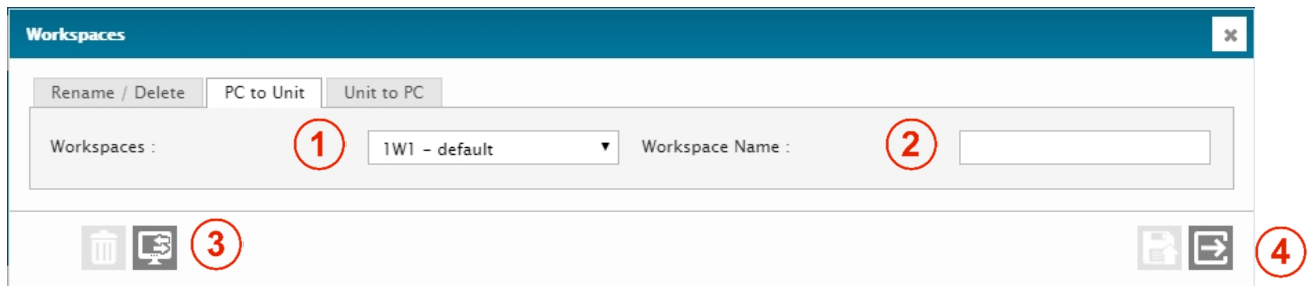 Workspaces
Rename / Delete PC to Unit Unit to PC
Workspaces : 1 1W1 – default Workspace Name : 2
3
4